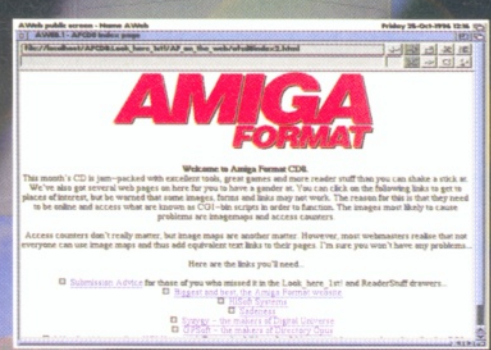 AWeb public screen - Home AWeb
Friday 25-Oct-1996 12:16
AWEB.1 - AFCD8 index page
AMIGA
FORMAT
Welcome to Amiga Format CD8.
This month's CD is jam-packed with excellent tools, great games and more reader stuff than you can shake a stick at.
We've also got several web pages on here for you to have a gander at. You can click on the following links to get to
places of interest, but be warned that some images, forms and links may not work. The reason for this is that they need
to be online and access what are known as CGI-bin scripts in order to function. The images most likely to cause
problems are imagemaps and access counters.
Access counters don't really matter, but image maps are another matter. However, most webmasters realise that not
everyone can use image maps and thus add equivalent text links to their pages. I'm sure you won't have any problems...
Here are the links you'll need...
Submission Advice for those of you who missed it in the Look_here_1st! and ReaderStuff drawers...
Biggest and best, the Amiga Format website
HiSoft Systems
Sadeness
Syzygy - the makers of Digital Universe
GPSoft - the makers of Directory Opus